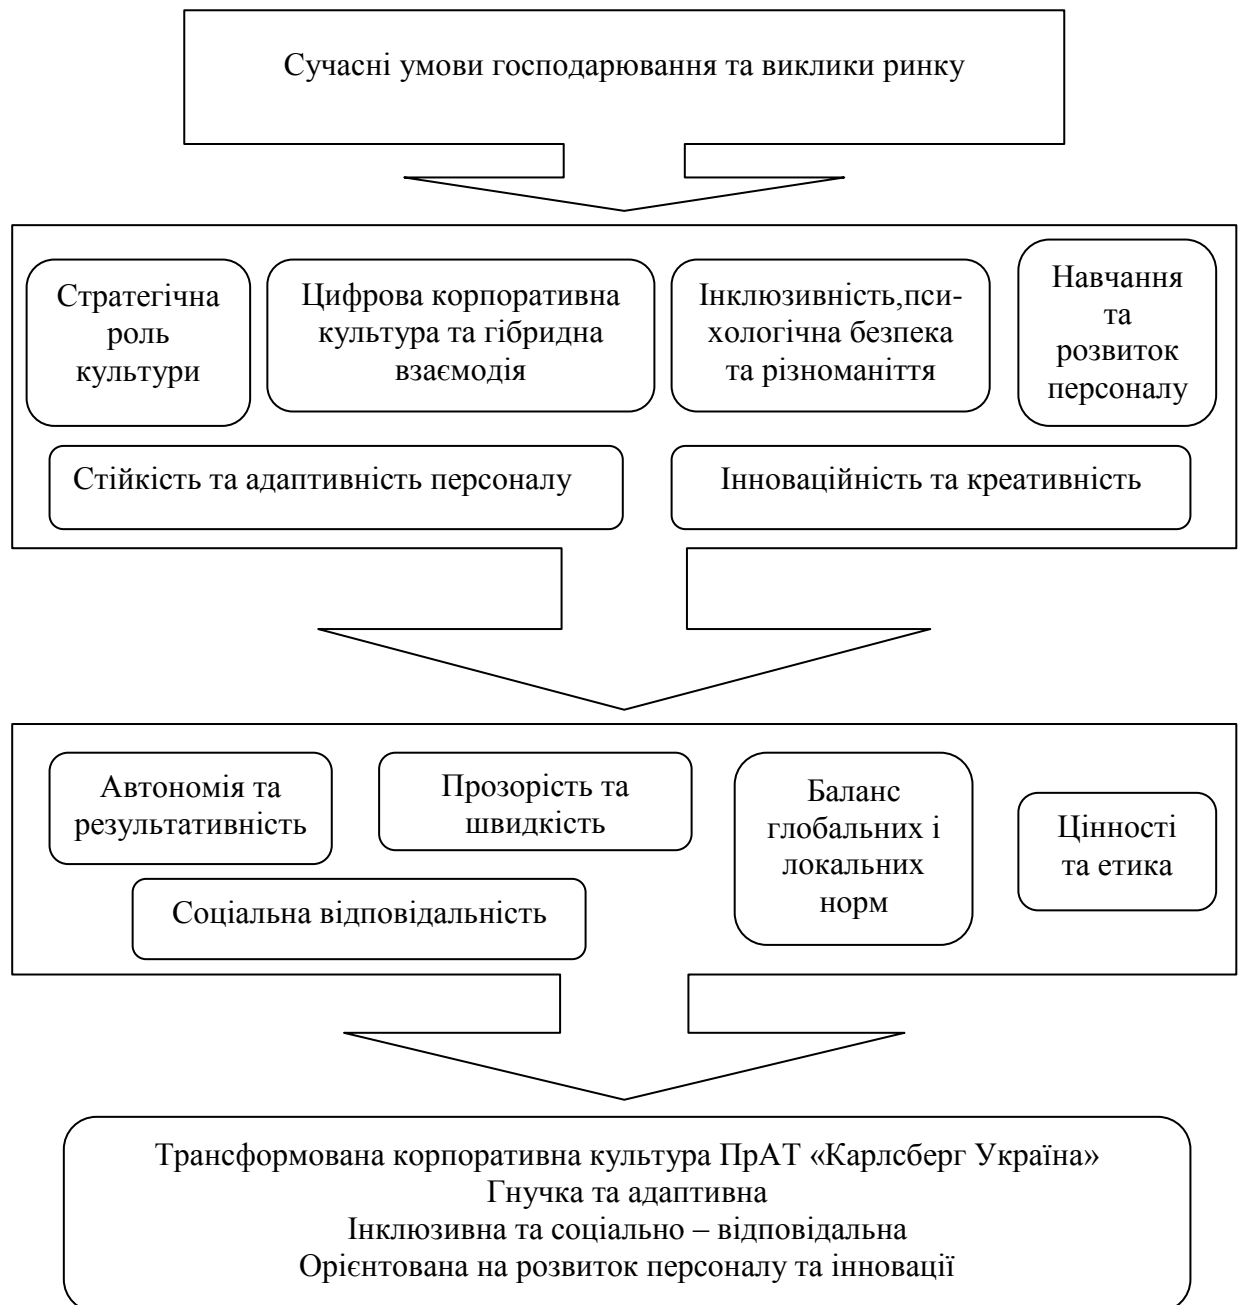 Сучасні умови господарювання та виклики ринку
Стратегічна
роль
культури
Цифрова корпоративна
культура та гібридна
взаємодія
Інклюзивність,пси-
хологічна безпека
та різноманіття
Навчання
та
розвиток
персоналу
Стійкість та адаптивність персоналу
Інноваційність та креативність
Автономія та
результативність
Прозорість та
швидкість
Баланс
глобальних і
локальних
норм
Цінності
та етика
Соціальна відповідальність
Трансформована корпоративна культура ПрАТ «Карлсберг Україна»
Гнучка та адаптивна
Інклюзивна та соціально – відповідальна
Орієнтована на розвиток персоналу та інновації